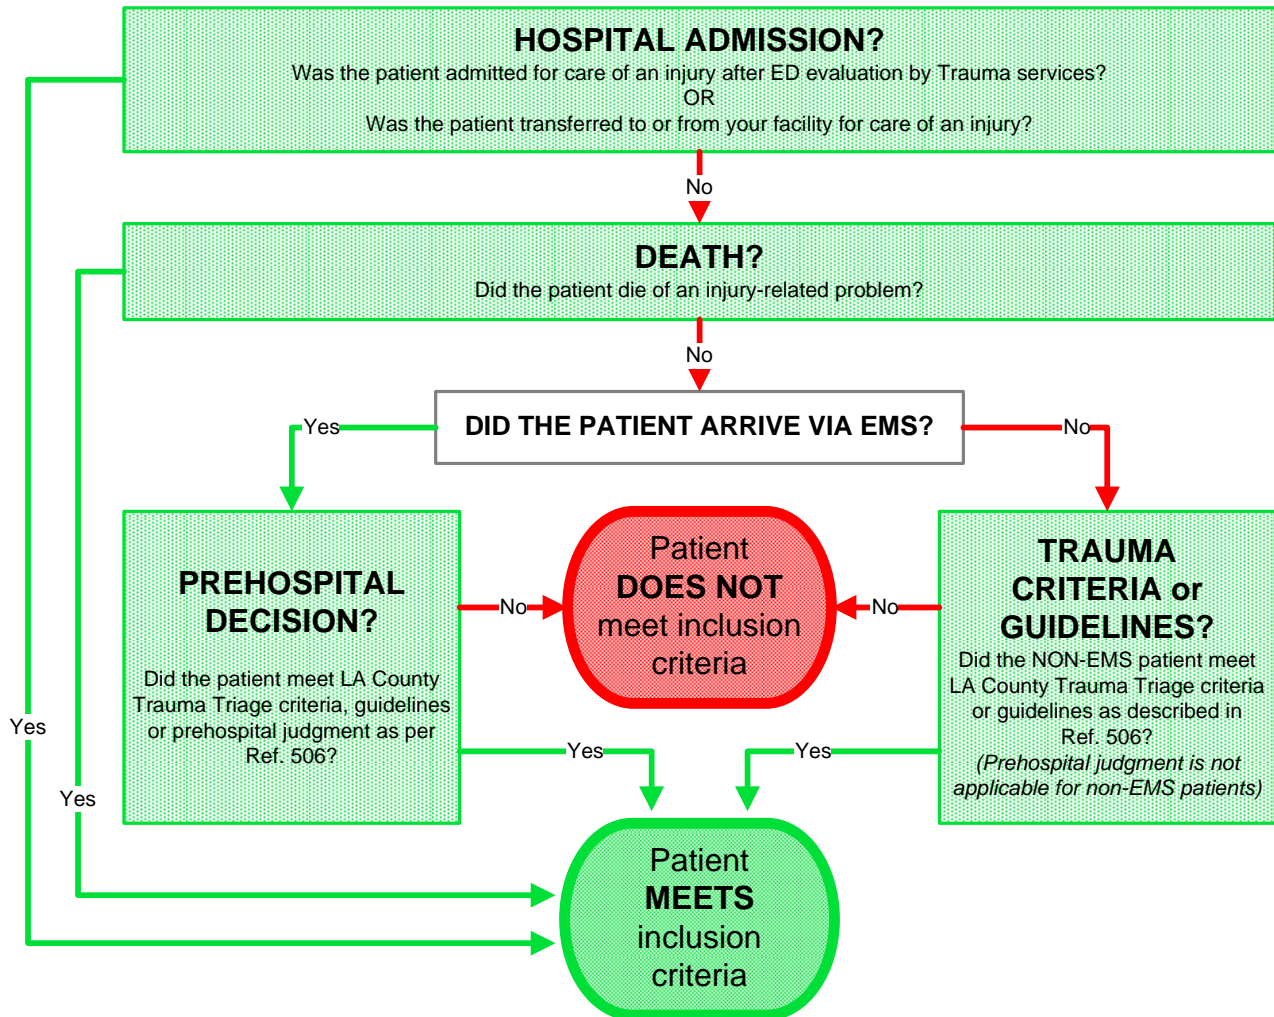 HOSPITAL ADMISSION?
Was the patient admitted for care of an injury after ED evaluation by Trauma services?
OR
Was the patient transferred to or from your facility for care of an injury?
No
DEATH?
Did the patient die of an injury-related problem?
No
DID THE PATIENT ARRIVE VIA EMS?
Yes
No
PREHOSPITAL
DECISION?
Did the patient meet LA County
Trauma Triage criteria, guidelines
or prehospital judgment as per
Ref. 506?
No
Patient
DOES NOT
meet inclusion
criteria
No
TRAUMA
CRITERIA or
GUIDELINES?
Did the NON-EMS patient meet
LA County Trauma Triage criteria
or guidelines as described in
Ref. 506?
(Prehospital judgment is not
applicable for non-EMS patients)
Yes
Yes
Yes
Yes
Patient
MEETS
inclusion
criteria